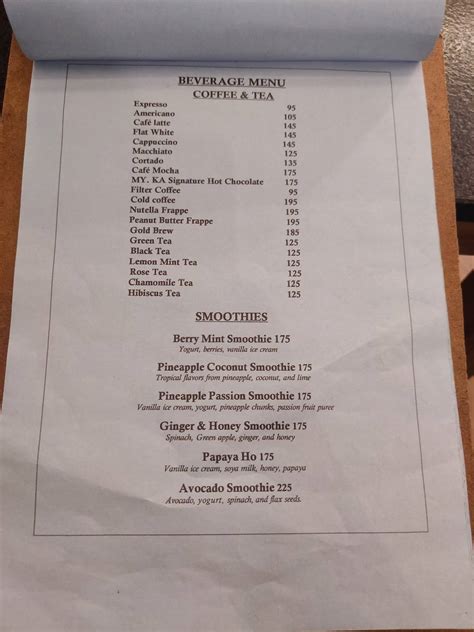 BEVERAGE MENU
COFFEE & TEA
Expresso 95
Americano 105
Café latte 145
Flat White 145
Cappuccino 145
Macchiato 125
Cortado 135
Café Mocha 175
MY. KA Signature Hot Chocolate 175
Filter Coffee 95
Cold coffee 195
Nutella Frappe 195
Peanut Butter Frappe 195
Gold Brew 185
Green Tea 125
Black Tea 125
Lemon Mint Tea 125
Rose Tea 125
Chamomile Tea 125
Hibiscus Tea 125
SMOOTHIES
Berry Mint Smoothie 175
Yogurt, berries, vanilla ice cream
Pineapple Coconut Smoothie 175
Tropical flavors from pineapple, coconut, and lime
Pineapple Passion Smoothie 175
Vanilla ice cream, yogurt, pineapple chunks, passion fruit puree
Ginger & Honey Smoothie 175
Spinach, Green apple, ginger, and honey
Papaya Ho 175
Vanilla ice cream, soya milk, honey, papaya
Avocado Smoothie 225
Avocado, yogurt, spinach, and flax seeds.